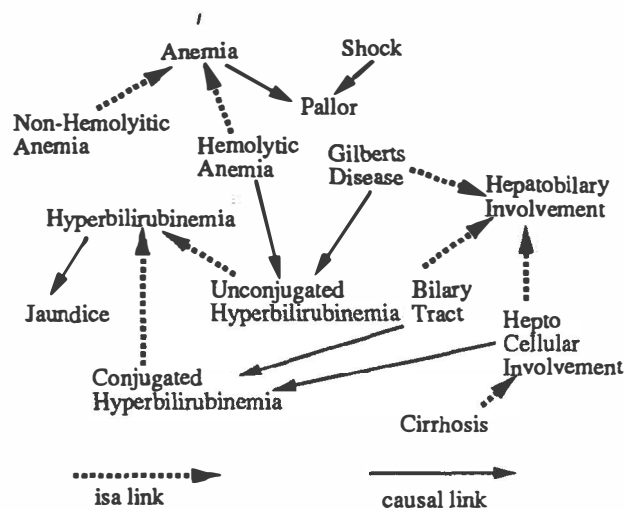 Anemia
Shock
Pallor
Non-Hemolyitic
Anemia
Hemolytic
Anemia
Gilberts
Disease
Hepatobilary
Involvement
Hyperbilirubinemia
Unconjugated
Hyperbilirubinemia
Bilary
Tract
Jaundice
Hepto
Cellular
Involvement
Conjugated
Hyperbilirubinemia
Cirrhosis
isa link
causal link